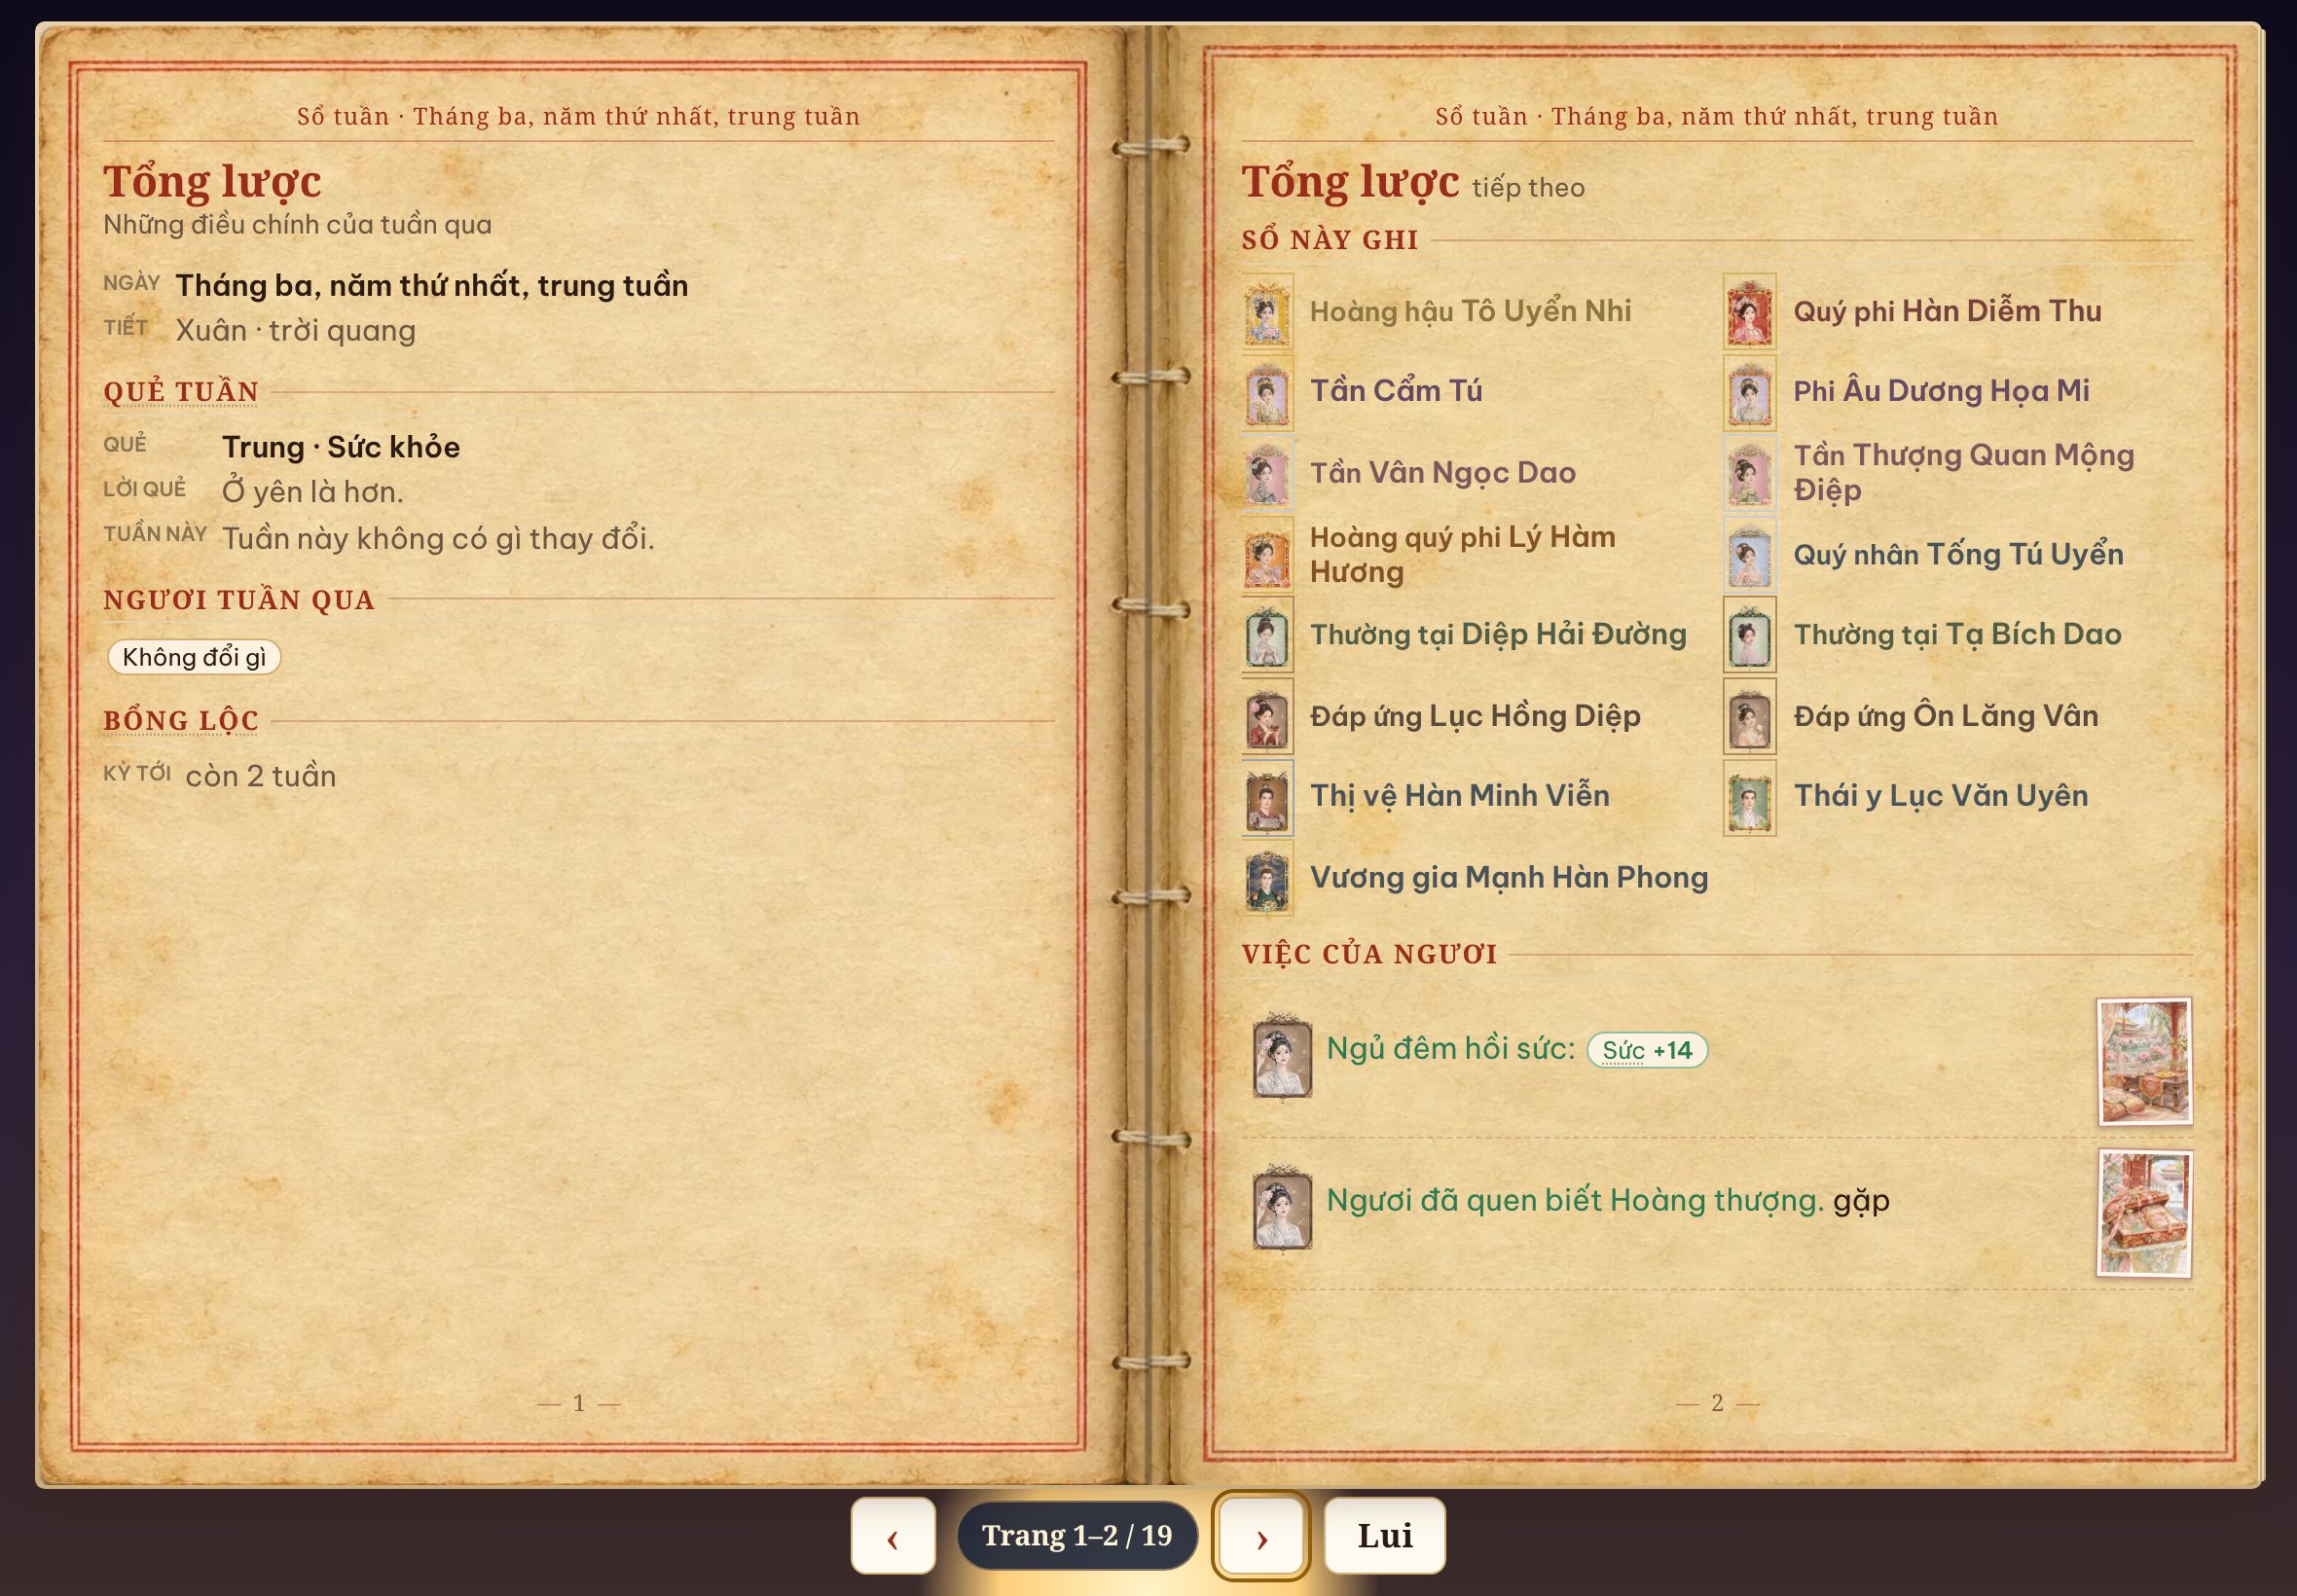 Sổ tuần · Tháng ba, năm thứ nhất, trung tuần
Tổng lược
Những điều chính của tuần qua
NGÀY Tháng ba, năm thứ nhất, trung tuần
TIẾT Xuân · trời quang
QUẺ TUẦN
QUẺ Trung · Sức khỏe
LỜI QUẺ Ở yên là hơn.
TUẦN NÀY Tuần này không có gì thay đổi.
NGƯƠI TUẦN QUA
Không đổi gì
BỔNG LỘC
KỲ TỚI còn 2 tuần
— 1 —
Sổ tuần · Tháng ba, năm thứ nhất, trung tuần
Tổng lược tiếp theo
SỔ NÀY GHI
Hoàng hậu Tô Uyển Nhi
Quý phi Hàn Diễm Thu
Tần Cẩm Tú
Phi Âu Dương Họa Mi
Tần Vân Ngọc Dao
Tần Thượng Quan Mộng
Điệp
Hoàng quý phi Lý Hàm
Hương
Quý nhân Tống Tú Uyển
Thường tại Diệp Hải Đường
Thường tại Tạ Bích Dao
Đáp ứng Lục Hồng Diệp
Đáp ứng Ôn Lăng Vân
Thị vệ Hàn Minh Viễn
Thái y Lục Văn Uyên
Vương gia Mạnh Hàn Phong
VIỆC CỦA NGƯƠI
Ngủ đêm hồi sức: Sức +14
Ngươi đã quen biết Hoàng thượng. gặp
— 2 —
‹ Trang 1–2 / 19 › Lui